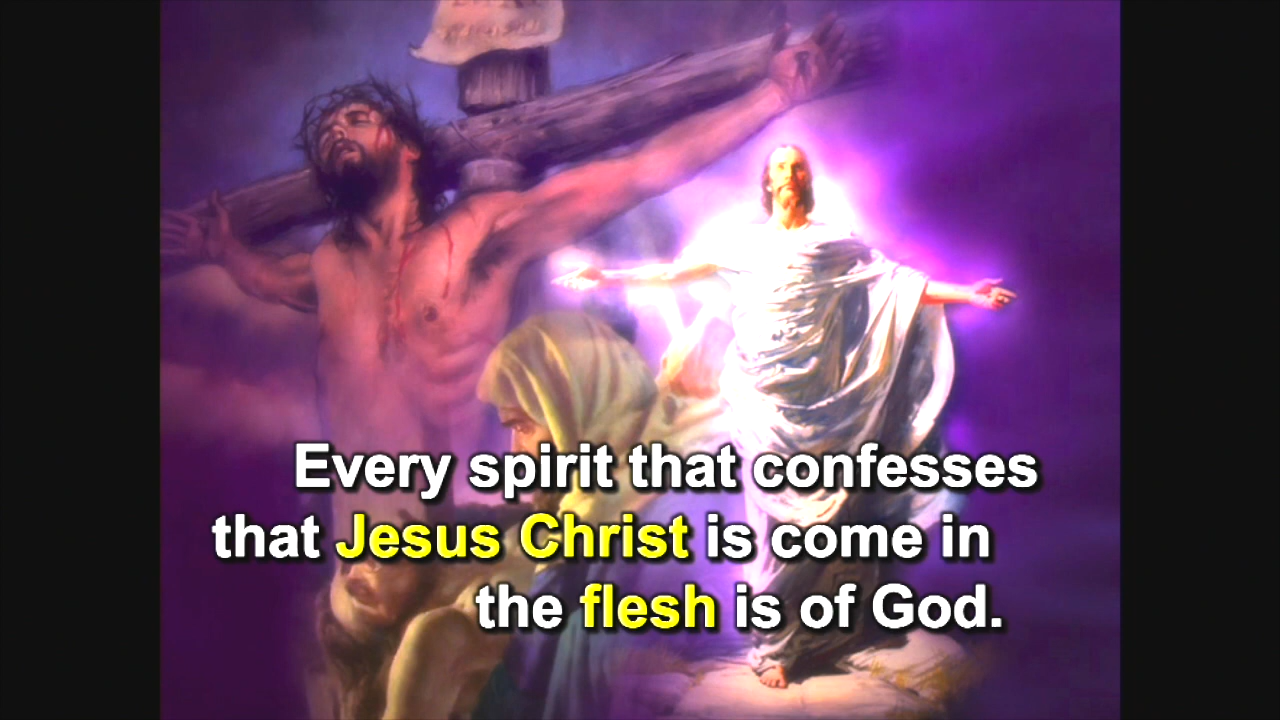 Every spirit that confesses
that Jesus Christ is come in
the flesh is of God.